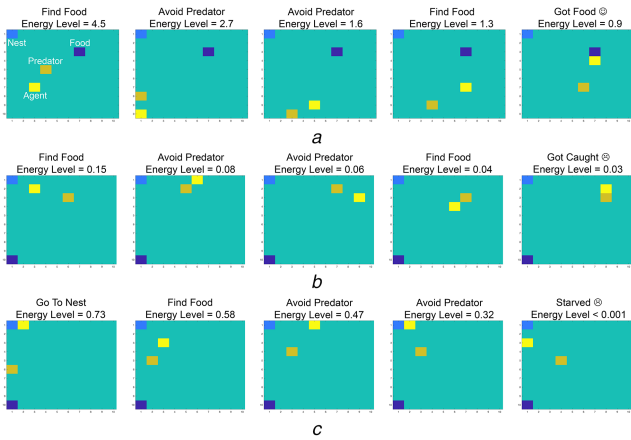 Find Food
Energy Level = 4.5
Avoid Predator
Energy Level = 2.7
Avoid Predator
Energy Level = 1.6
Find Food
Energy Level = 1.3
Got Food ☺
Energy Level = 0.9
Nest
Food
Predator
Agent
a
Find Food
Energy Level = 0.15
Avoid Predator
Energy Level = 0.08
Avoid Predator
Energy Level = 0.06
Find Food
Energy Level = 0.04
Got Caught ☹
Energy Level = 0.03
b
Go To Nest
Energy Level = 0.73
Find Food
Energy Level = 0.58
Avoid Predator
Energy Level = 0.47
Avoid Predator
Energy Level = 0.32
Starved ☹
Energy Level < 0.001
c